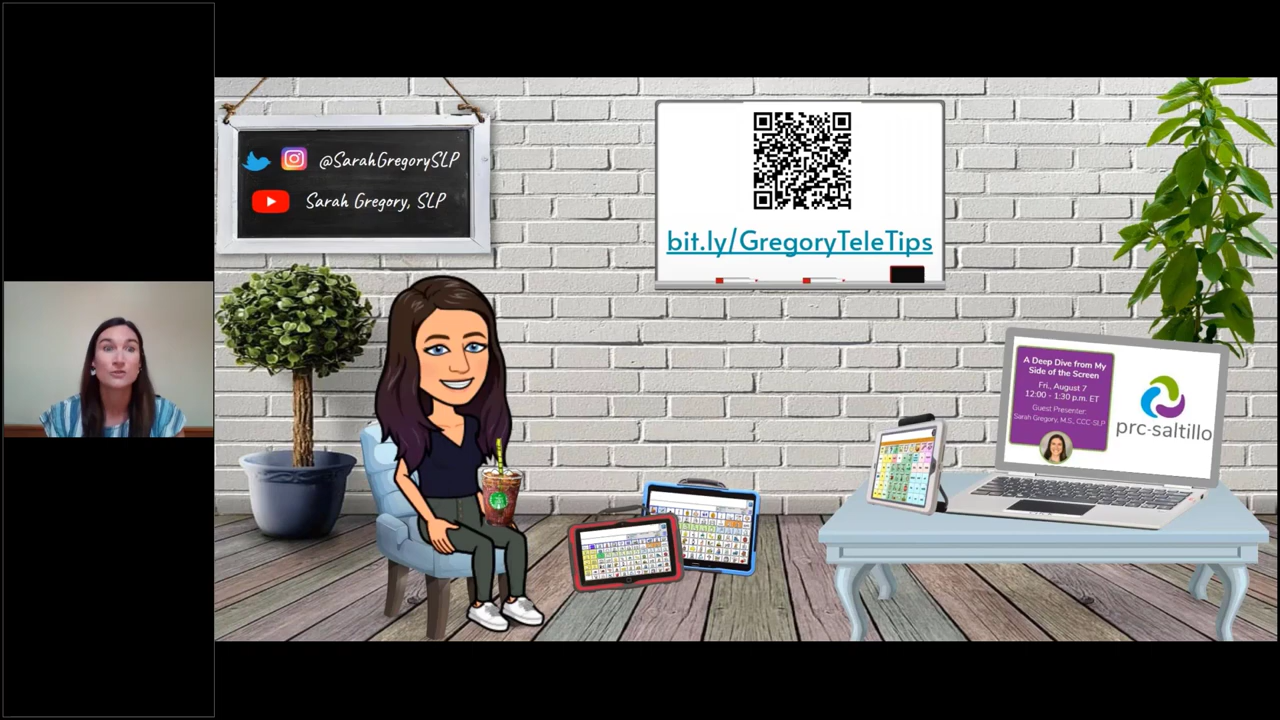 @SarahGregorySLP
Sarah Gregory, SLP
bit.ly/GregoryTeleTips
A Deep Dive from My
Side of the Screen
Fri., August 7
12:00 - 1:30 p.m. ET
Guest Presenter:
Sarah Gregory, M.S., CCC-SLP
prc-saltillo